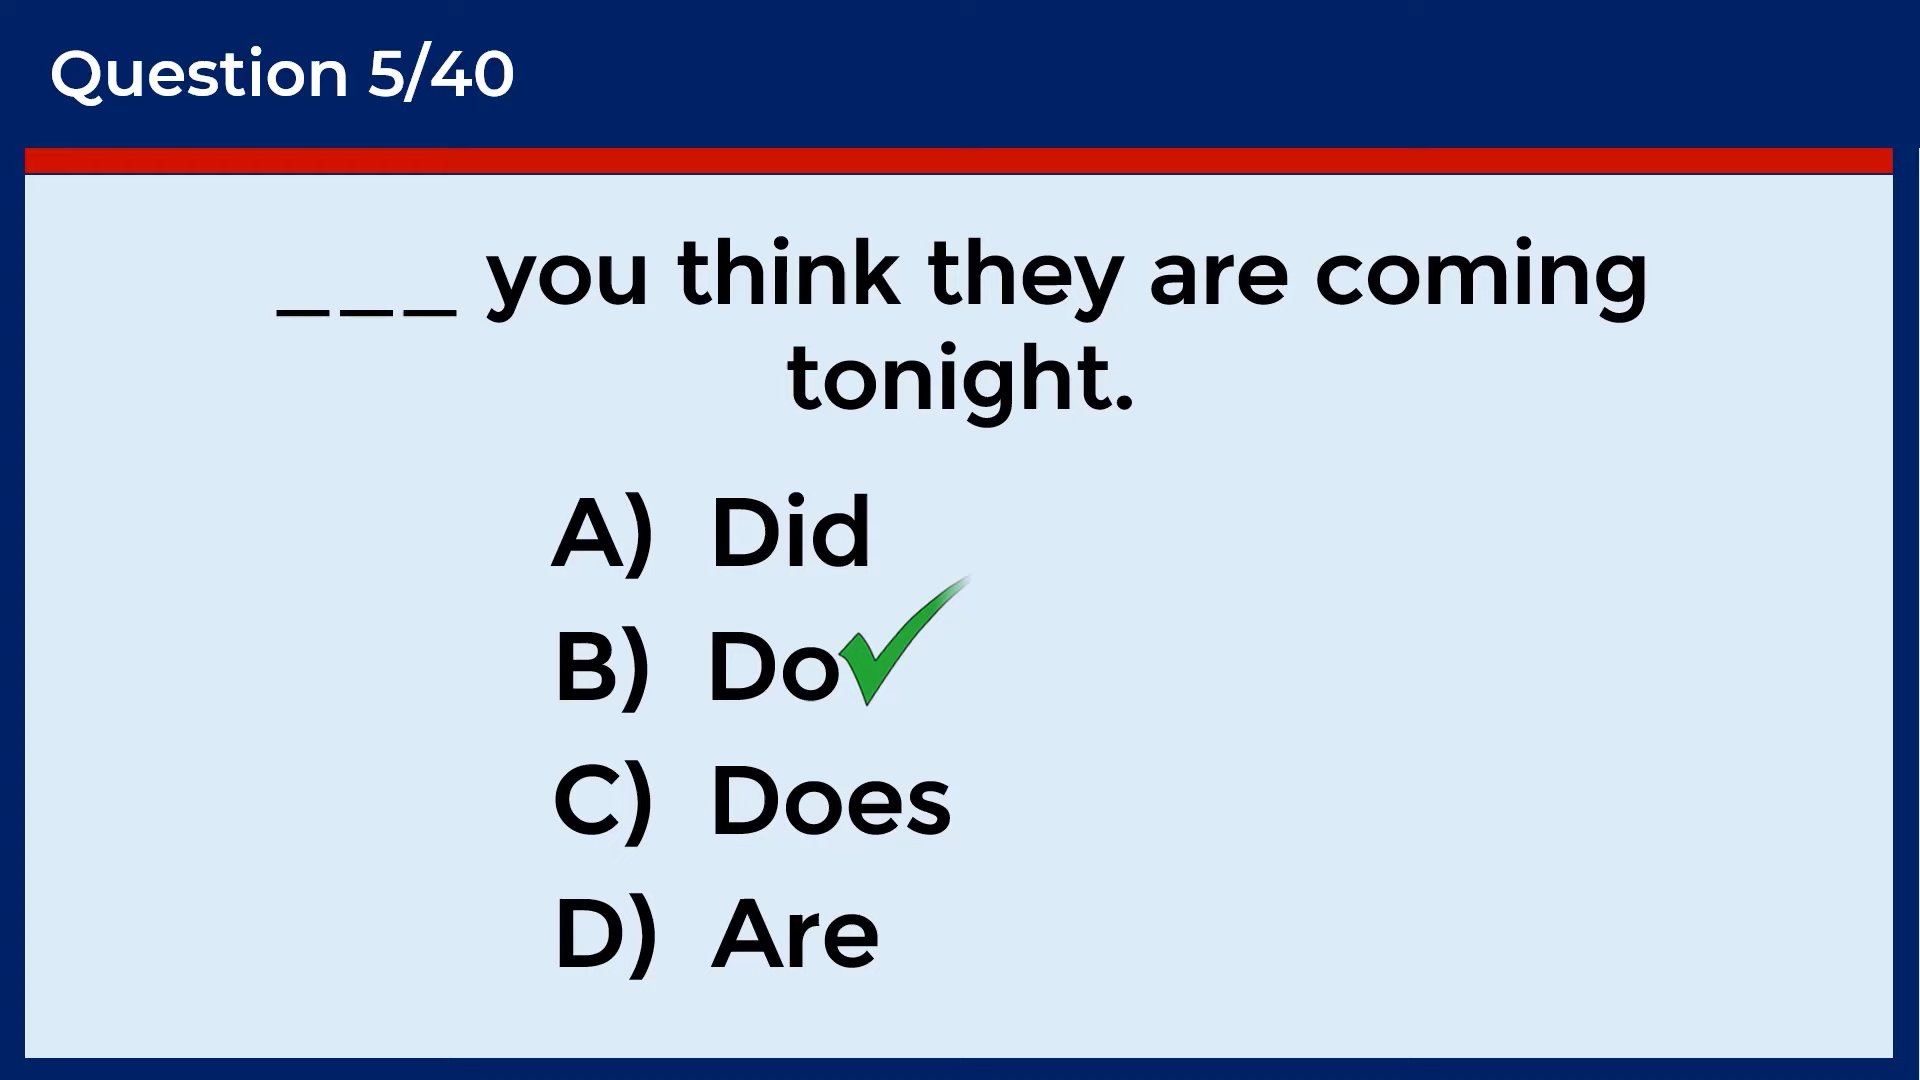 Question 5/40
___ you think they are coming
tonight.
A) Did
B) Do
C) Does
D) Are